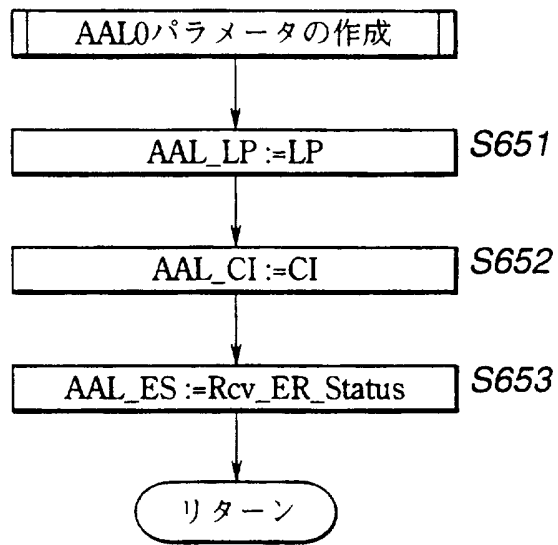 AAL0パラメータの作成
AAL_LP :=LP
S651
AAL_CI :=CI
S652
AAL_ES :=Rcv_ER_Status
S653
リターン